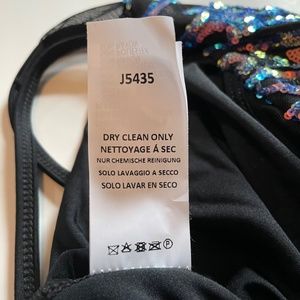 J5435
DRY CLEAN ONLY
NETTOYAGE Á SEC
NUR CHEMISCHE REINIGUNG
SOLO LAVAGGIO A SECCO
SOLO LAVAR EN SECO
P